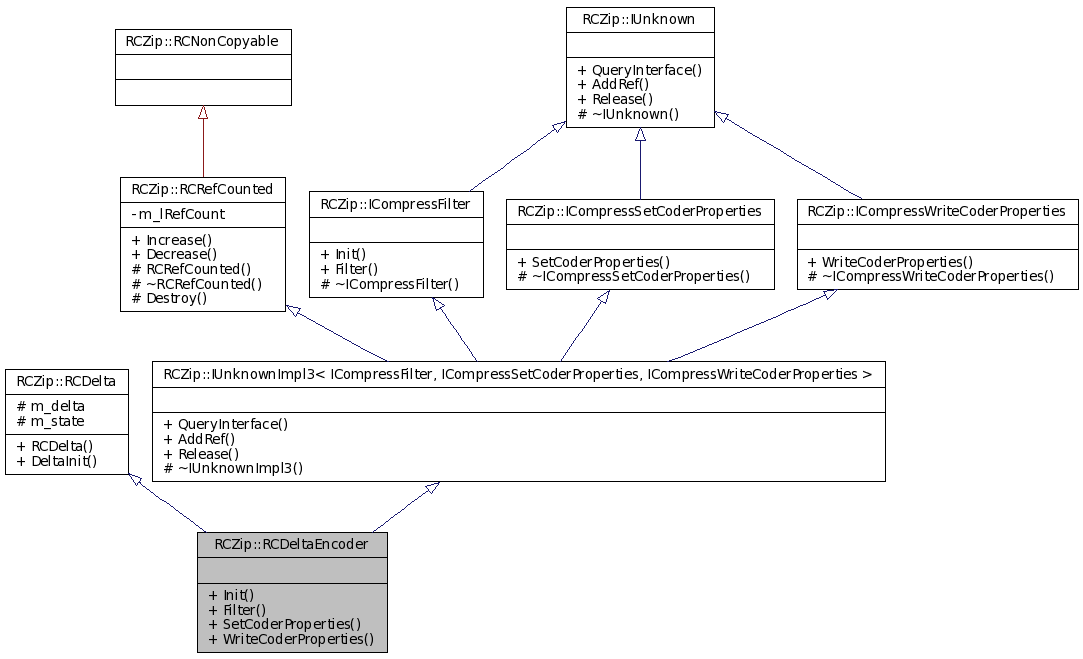 RCZip::IUnknown
+ QueryInterface()
+ AddRef()
+ Release()
# ~IUnknown()
RCZip::RCNonCopyable
RCZip::RCRefCounted
- m_lRefCount
+ Increase()
+ Decrease()
# RCRefCounted()
# ~RCRefCounted()
# Destroy()
RCZip::ICompressFilter
+ Init()
+ Filter()
# ~ICompressFilter()
RCZip::ICompressSetCoderProperties
+ SetCoderProperties()
# ~ICompressSetCoderProperties()
RCZip::ICompressWriteCoderProperties
+ WriteCoderProperties()
# ~ICompressWriteCoderProperties()
RCZip::RCDelta
# m_delta
# m_state
+ RCDelta()
+ DeltaInit()
RCZip::IUnknownImpl3< ICompressFilter, ICompressSetCoderProperties, ICompressWriteCoderProperties >
+ QueryInterface()
+ AddRef()
+ Release()
# ~IUnknownImpl3()
RCZip::RCDeltaEncoder
+ Init()
+ Filter()
+ SetCoderProperties()
+ WriteCoderProperties()